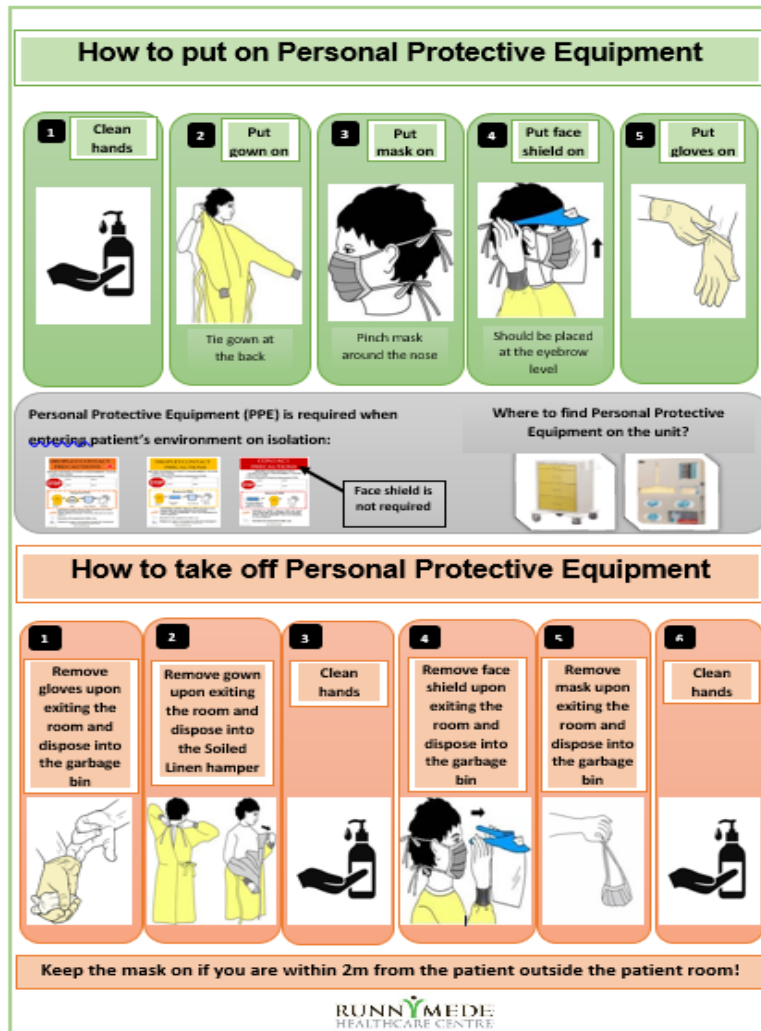 How to put on Personal Protective Equipment
1
Clean
hands
2
Put
gown on
Tie gown at
the back
3
Put
mask on
Pinch mask
around the nose
4
Put face
shield on
Should be placed
at the eyebrow
level
5
Put
gloves on
Personal Protective Equipment (PPE) is required when
entering patient's environment on isolation:
CONTACT
PRECAUTIONS
STOP
STOP
STOP
Face shield is
not required
Where to find Personal Protective
Equipment on the unit?
How to take off Personal Protective Equipment
1
Remove
gloves upon
exiting the
room and
dispose into
the garbage
bin
2
Remove gown
upon exiting
the room and
dispose into
the Soiled
Linen hamper
3
Clean
hands
4
Remove face
shield upon
exiting the
room and
dispose into
the garbage
bin
5
Remove
mask upon
exiting the
room and
dispose into
the garbage
bin
6
Clean
hands
Keep the mask on if you are within 2m from the patient outside the patient room!
RUNNYMEDE
HEALTHCARE CENTRE